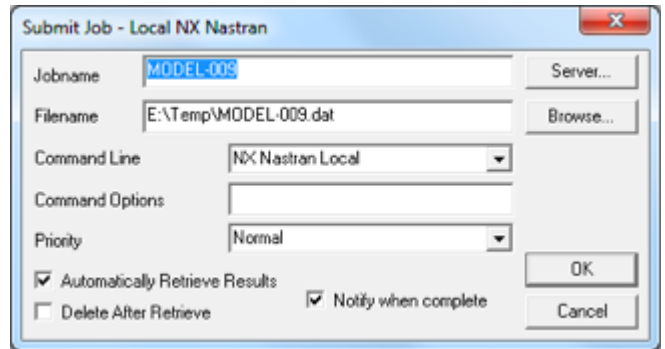 Submit Job - Local NX Nastran
Jobname MODEL-009 Server...
Filename E:\Temp\MODEL-009.dat Browse...
Command Line NX Nastran Local
Command Options
Priority Normal
Automatically Retrieve Results
OK
Notify when complete
Delete After Retrieve
Cancel